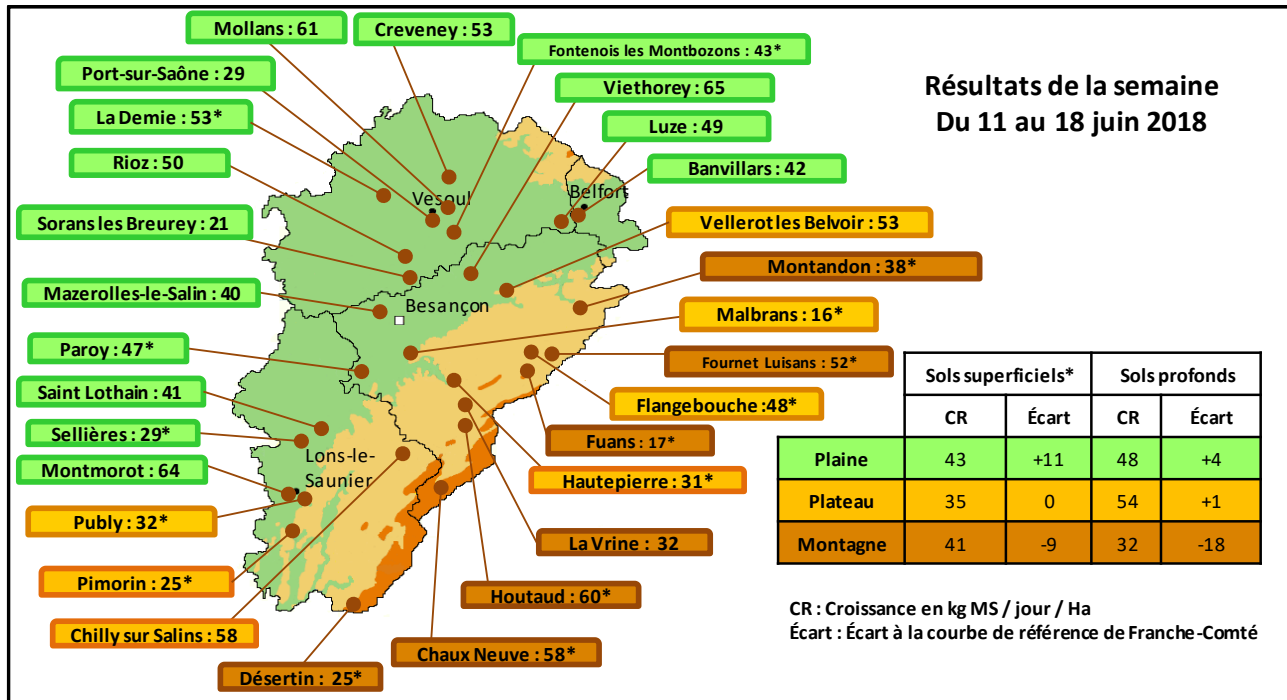 Mollans : 61
Creveney : 53
Fontenois les Montbozons : 43*
Port-sur-Saône : 29
Viethorey : 65
La Demie : 53*
Luze : 49
Rioz : 50
Banvillars : 42
Sorans les Breurey : 21
Vellerot les Belvoir : 53
Montandon : 38*
Mazerolles-le-Salin : 40
Malbrans : 16*
Paroy : 47*
Fournet Luisans : 52*
Saint Lothain : 41
Flangebouche :48*
Sellières : 29*
Fuans : 17*
Montmorot : 64
Hautepierre : 31*
Publy : 32*
La Vrine : 32
Pimorin : 25*
Houtaud : 60*
Chilly sur Salins : 58
Chaux Neuve : 58*
Désertin : 25*
Vesoul
Belfort
Besançon
Lons-le-
Saunier
Résultats de la semaine
Du 11 au 18 juin 2018
Sols superficiels* Sols profonds
CR Écart CR Écart
Plaine 43 +11 48 +4
Plateau 35 0 54 +1
Montagne 41 -9 32 -18
CR : Croissance en kg MS / jour / Ha
Écart : Écart à la courbe de référence de Franche-Comté